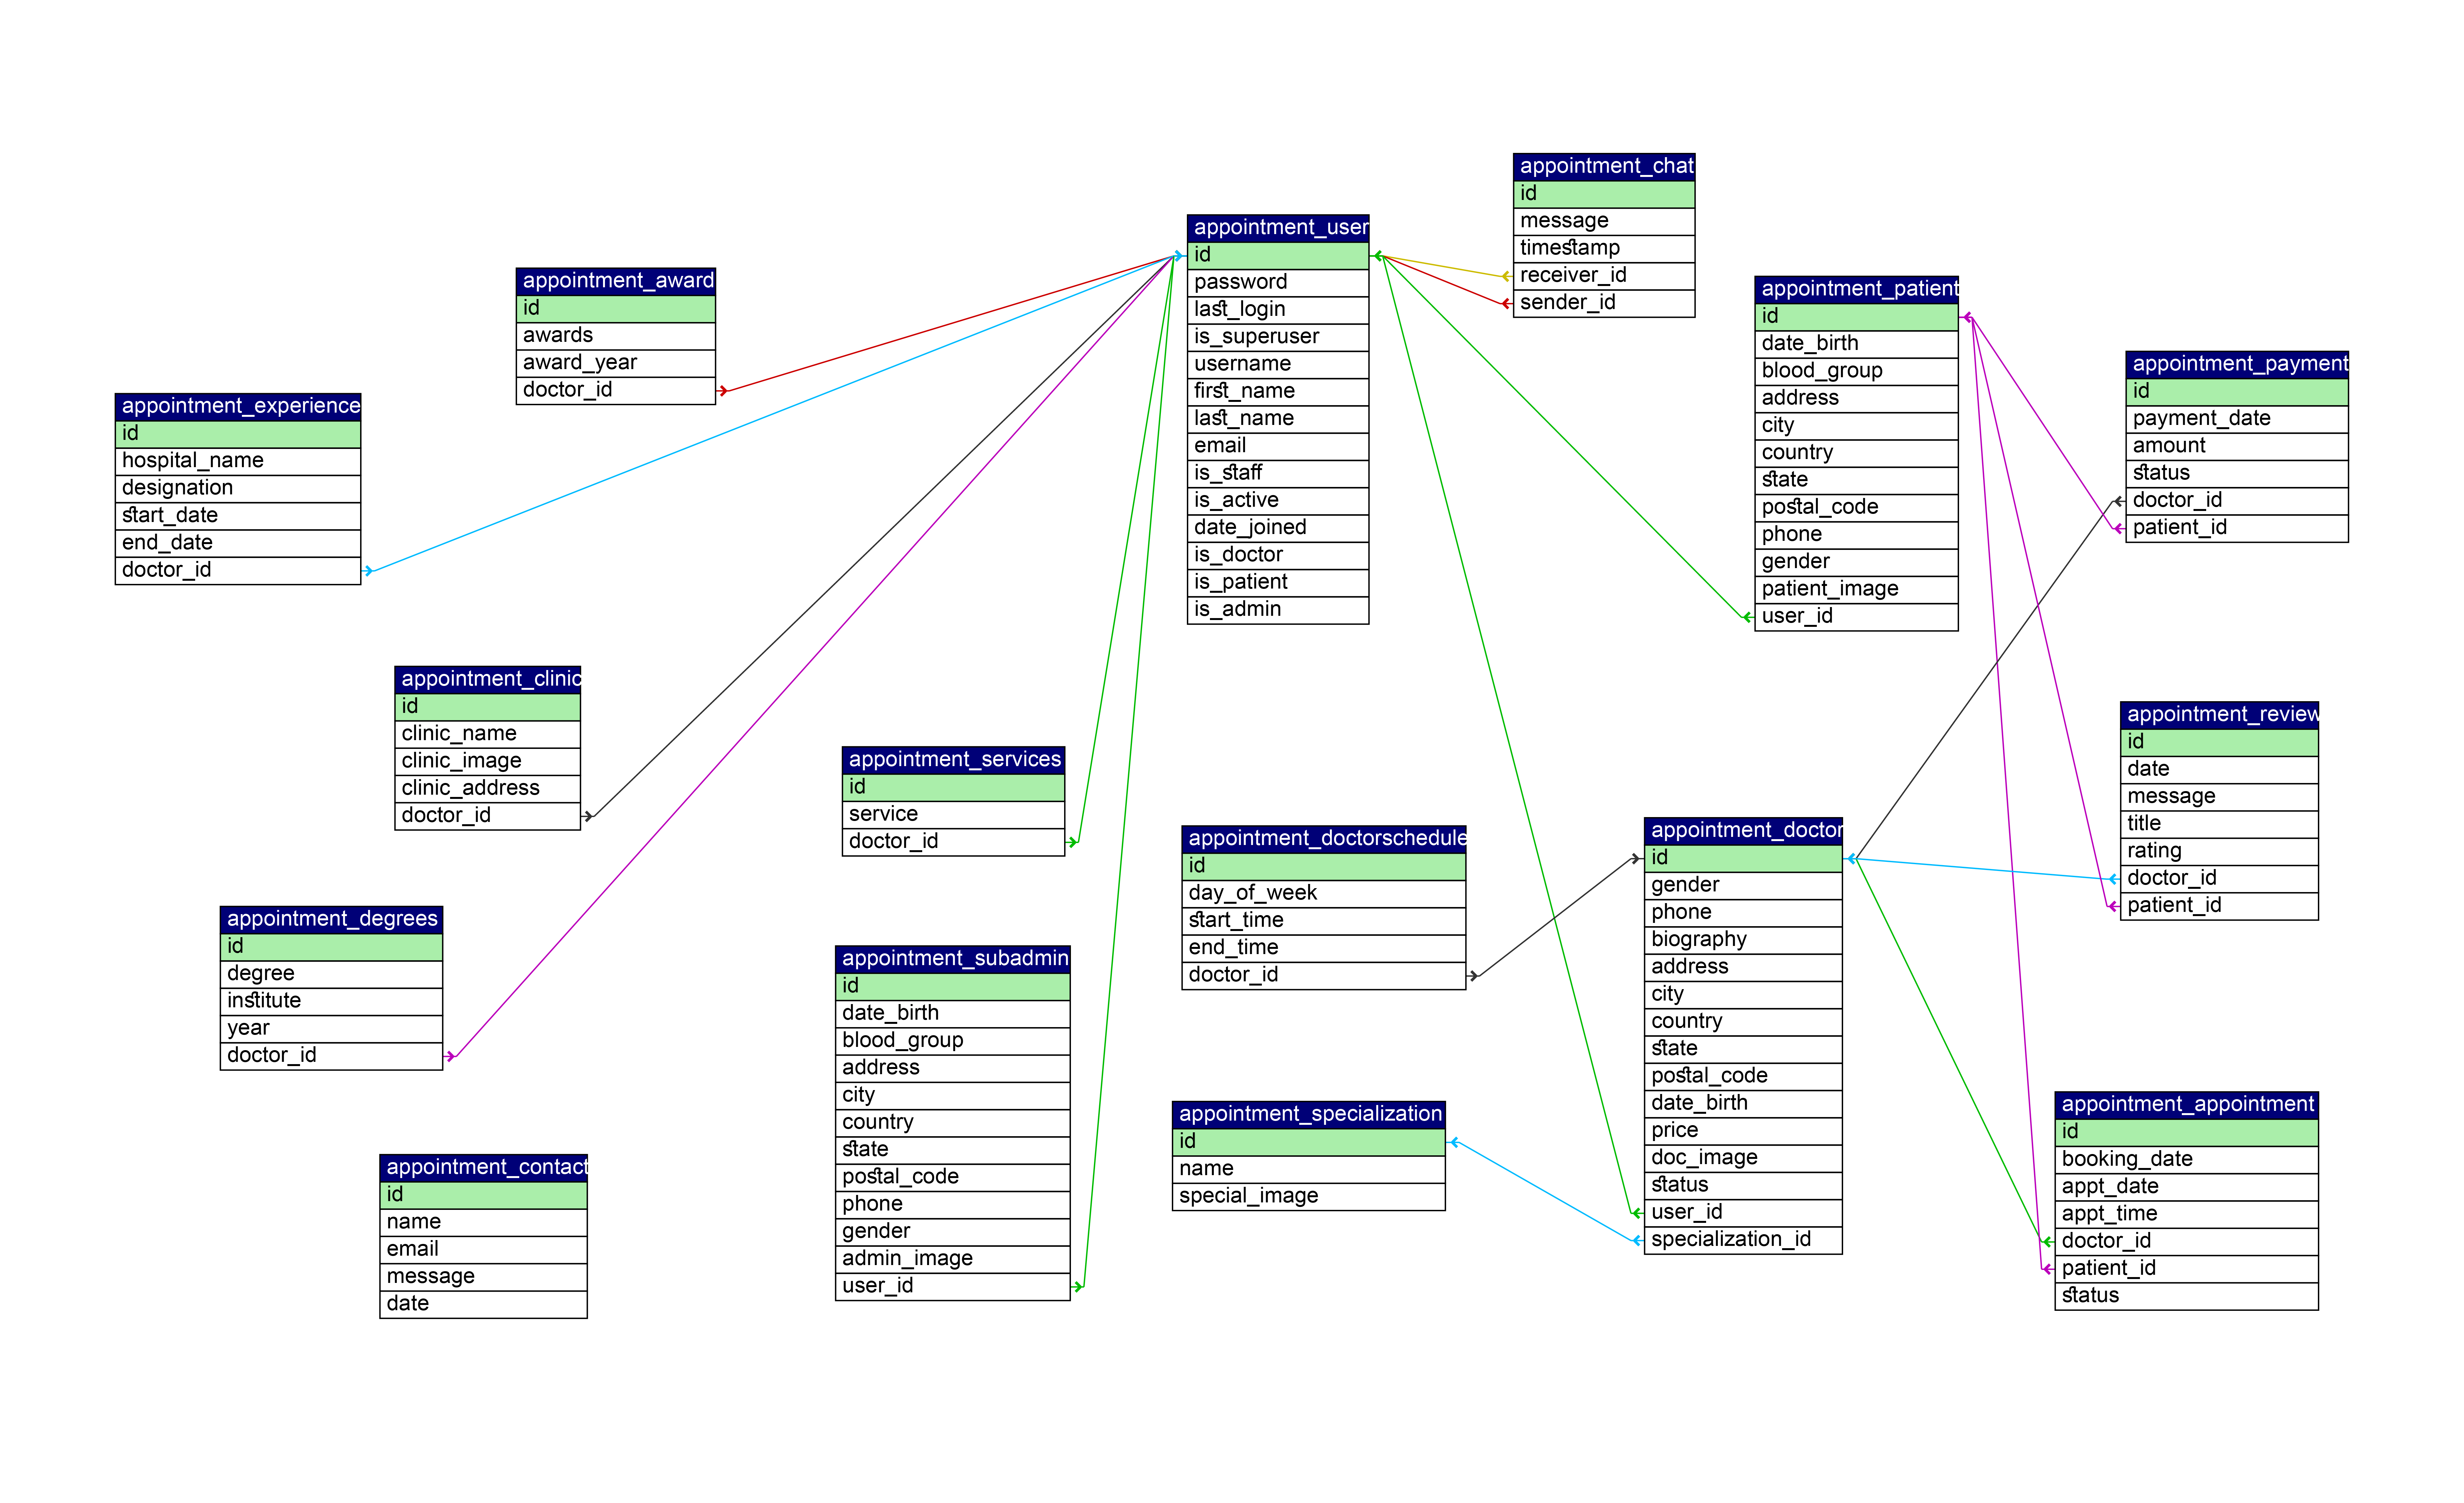 appointment_chat
id
message
timestamp
receiver_id
sender_id
appointment_user
id
password
last_login
is_superuser
username
first_name
last_name
email
is_staff
is_active
date_joined
is_doctor
is_patient
is_admin
appointment_award
id
awards
award_year
doctor_id
appointment_patient
id
date_birth
blood_group
address
city
country
state
postal_code
phone
gender
patient_image
user_id
appointment_payment
id
payment_date
amount
status
doctor_id
patient_id
appointment_experience
id
hospital_name
designation
start_date
end_date
doctor_id
appointment_clinic
id
clinic_name
clinic_image
clinic_address
doctor_id
appointment_review
id
date
message
title
rating
doctor_id
patient_id
appointment_services
id
service
doctor_id
appointment_doctorschedule
id
day_of_week
start_time
end_time
doctor_id
appointment_doctor
id
gender
phone
biography
address
city
country
state
postal_code
date_birth
price
doc_image
status
user_id
specialization_id
appointment_degrees
id
degree
institute
year
doctor_id
appointment_subadmin
id
date_birth
blood_group
address
city
country
state
postal_code
phone
gender
admin_image
user_id
appointment_specialization
id
name
special_image
appointment_appointment
id
booking_date
appt_date
appt_time
doctor_id
patient_id
status
appointment_contact
id
name
email
message
date